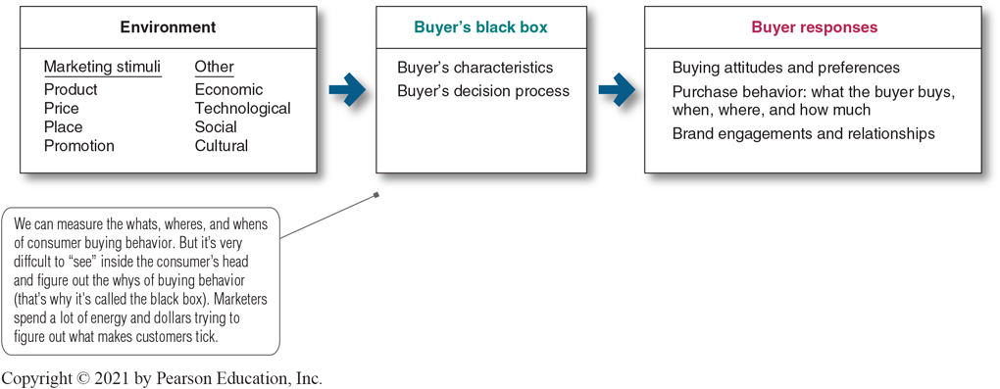 Environment
Marketing stimuli
Product
Price
Place
Promotion
Other
Economic
Technological
Social
Cultural
Buyer's black box
Buyer's characteristics
Buyer's decision process
Buyer responses
Buying attitudes and preferences
Purchase behavior: what the buyer buys,
when, where, and how much
Brand engagements and relationships
We can measure the whats, wheres, and whens
of consumer buying behavior. But it's very
diffcult to “see” inside the consumer's head
and figure out the whys of buying behavior
(that's why it's called the black box). Marketers
spend a lot of energy and dollars trying to
figure out what makes customers tick.
Copyright © 2021 by Pearson Education, Inc.